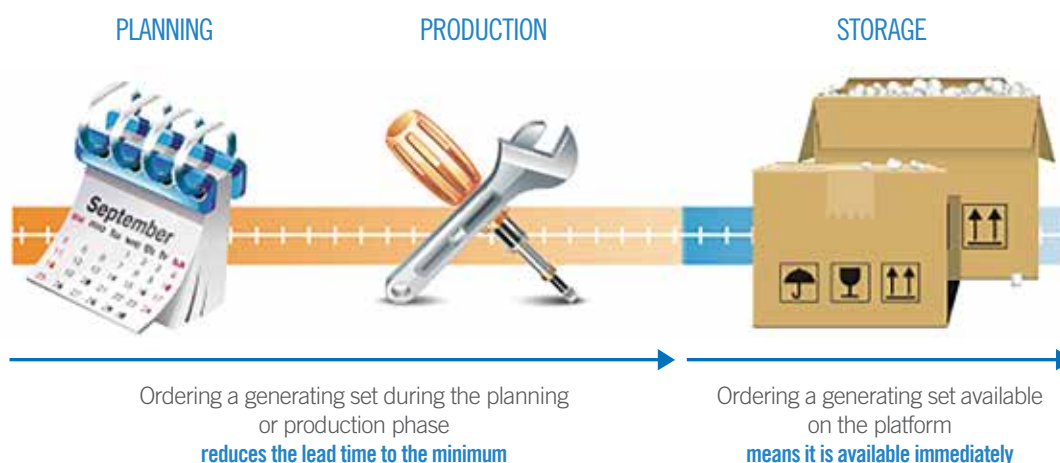 PLANNING
PRODUCTION
STORAGE
September
Ordering a generating set during the planning
or production phase
reduces the lead time to the minimum
Ordering a generating set available
on the platform
means it is available immediately